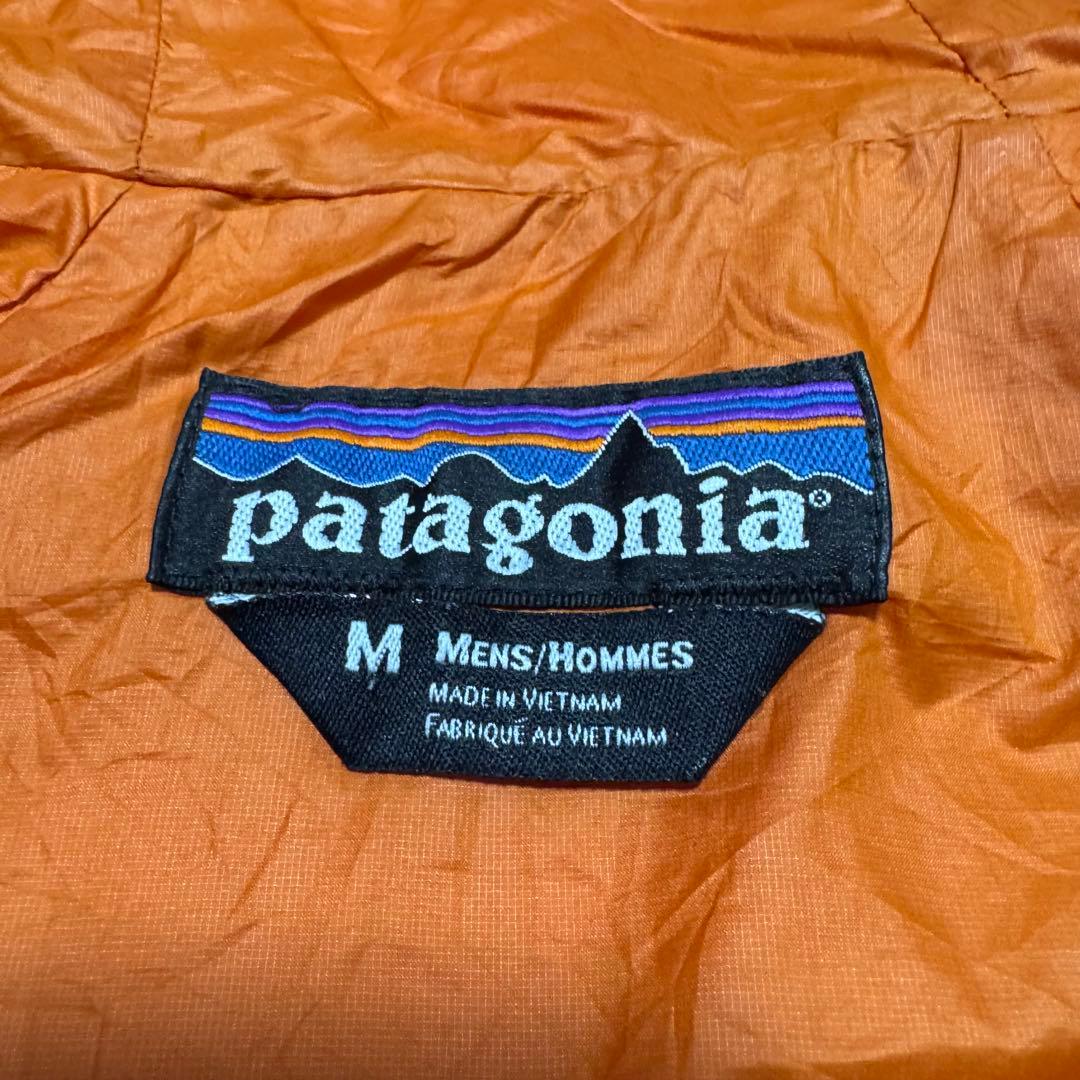 patagonia®
M MENS/HOMMES
MADE IN VIETNAM
FABRIQUÉ AU VIETNAM